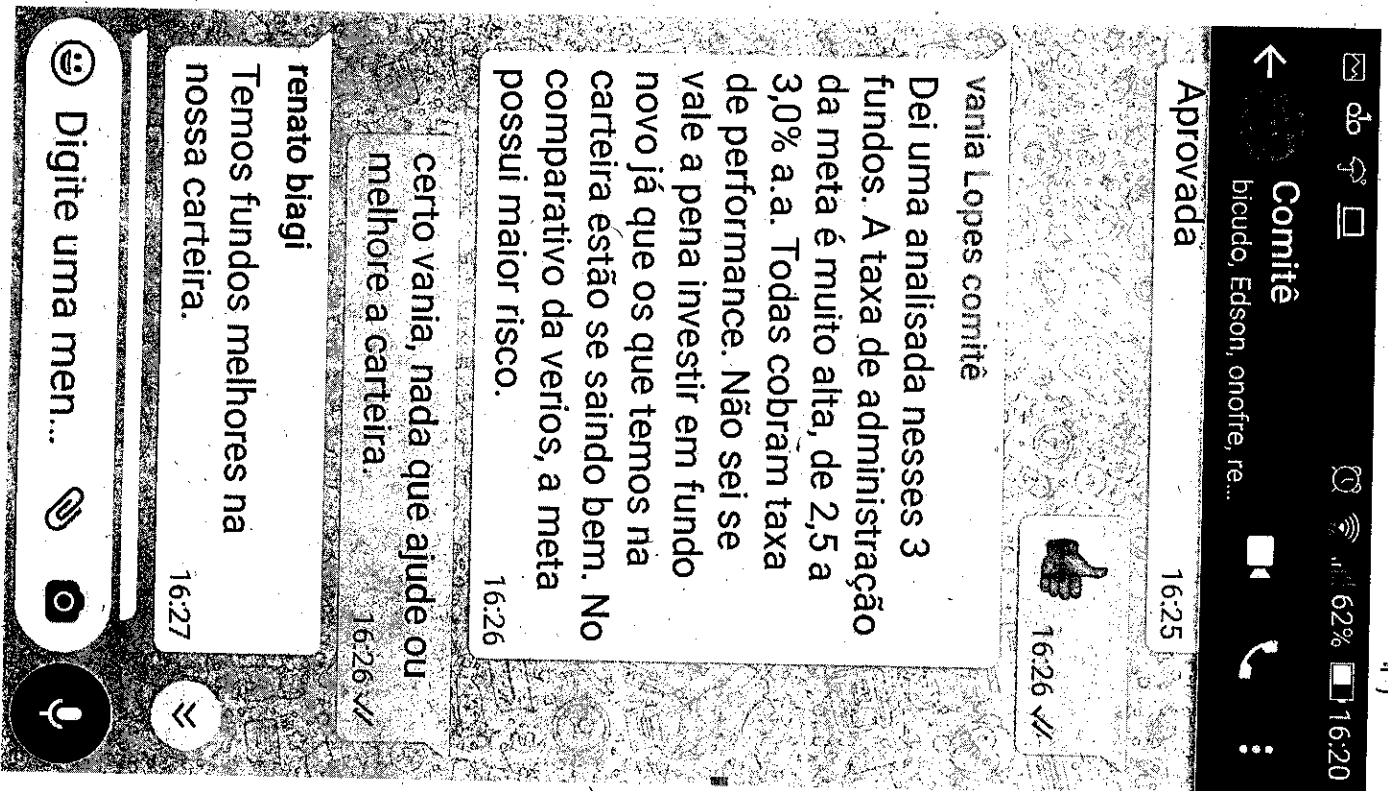 62% 16:20
Comitê
bicudo, Edson, onofre, re...
Aprovada
16:25
16:26
vania Lopes comitê
Dei uma analisada nesses 3
fundos. A taxa de administração
da meta é muito alta, de 2,5 a
3,0% a.a. Todas cobram taxa
de performance. Não sei se
vale a pena investir em fundo
novo já que os que temos na
carteira estão se saindo bem. No
comparativo da verios, a meta
possui maior risco.
16:26
certo vania, nada que ajude ou
melhore a carteira.
16:26
renato biagi
Temos fundos melhores na
nossa carteira.
16:27
Digite uma men...